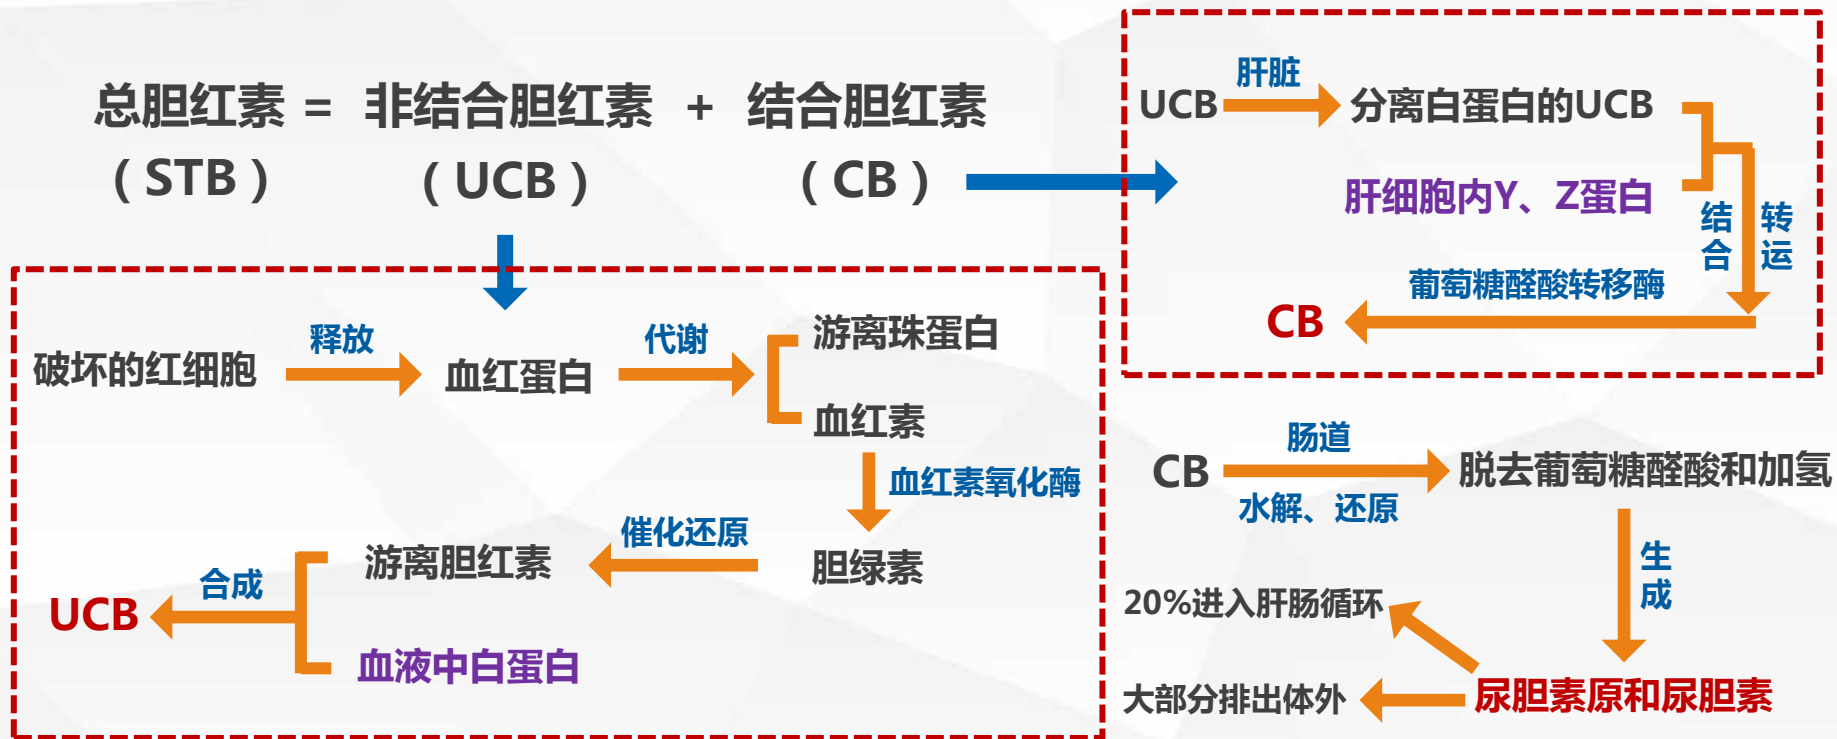 总胆红素 = 非结合胆红素 + 结合胆红素
(STB) (UCB) (CB)
破坏的红细胞
释放
血红蛋白
代谢
游离珠蛋白
血红素
血红素氧化酶
胆绿素
催化还原
游离胆红素
血液中白蛋白
合成
UCB
UCB
肝脏
分离白蛋白的UCB
肝细胞内Y、Z蛋白
结合
转运
葡萄糖醛酸转移酶
CB
CB
肠道
水解、还原
脱去葡萄糖醛酸和加氢
生成
尿胆素原和尿胆素
20%进入肝肠循环
大部分排出体外